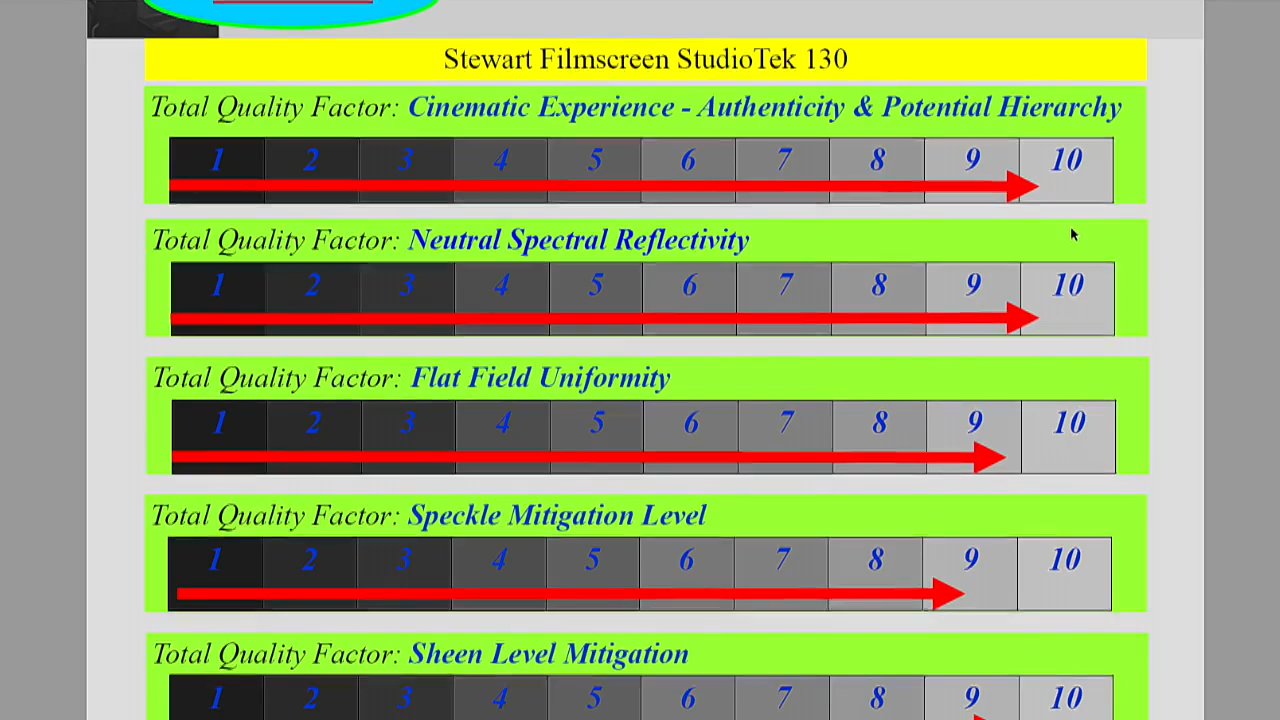 Stewart Filmscreen StudioTek 130
Total Quality Factor: Cinematic Experience - Authenticity & Potential Hierarchy
1 2 3 4 5 6 7 8 9 10
Total Quality Factor: Neutral Spectral Reflectivity
1 2 3 4 5 6 7 8 9 10
Total Quality Factor: Flat Field Uniformity
1 2 3 4 5 6 7 8 9 10
Total Quality Factor: Speckle Mitigation Level
1 2 3 4 5 6 7 8 9 10
Total Quality Factor: Sheen Level Mitigation
1 2 3 4 5 6 7 8 9 10